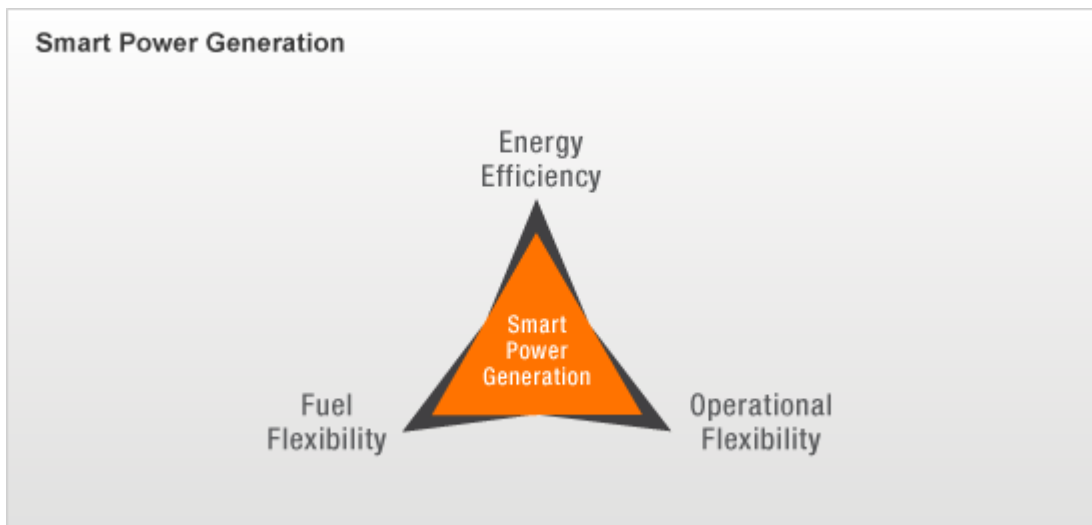 Smart Power Generation
Energy
Efficiency
Smart
Power
Generation
Fuel
Flexibility
Operational
Flexibility